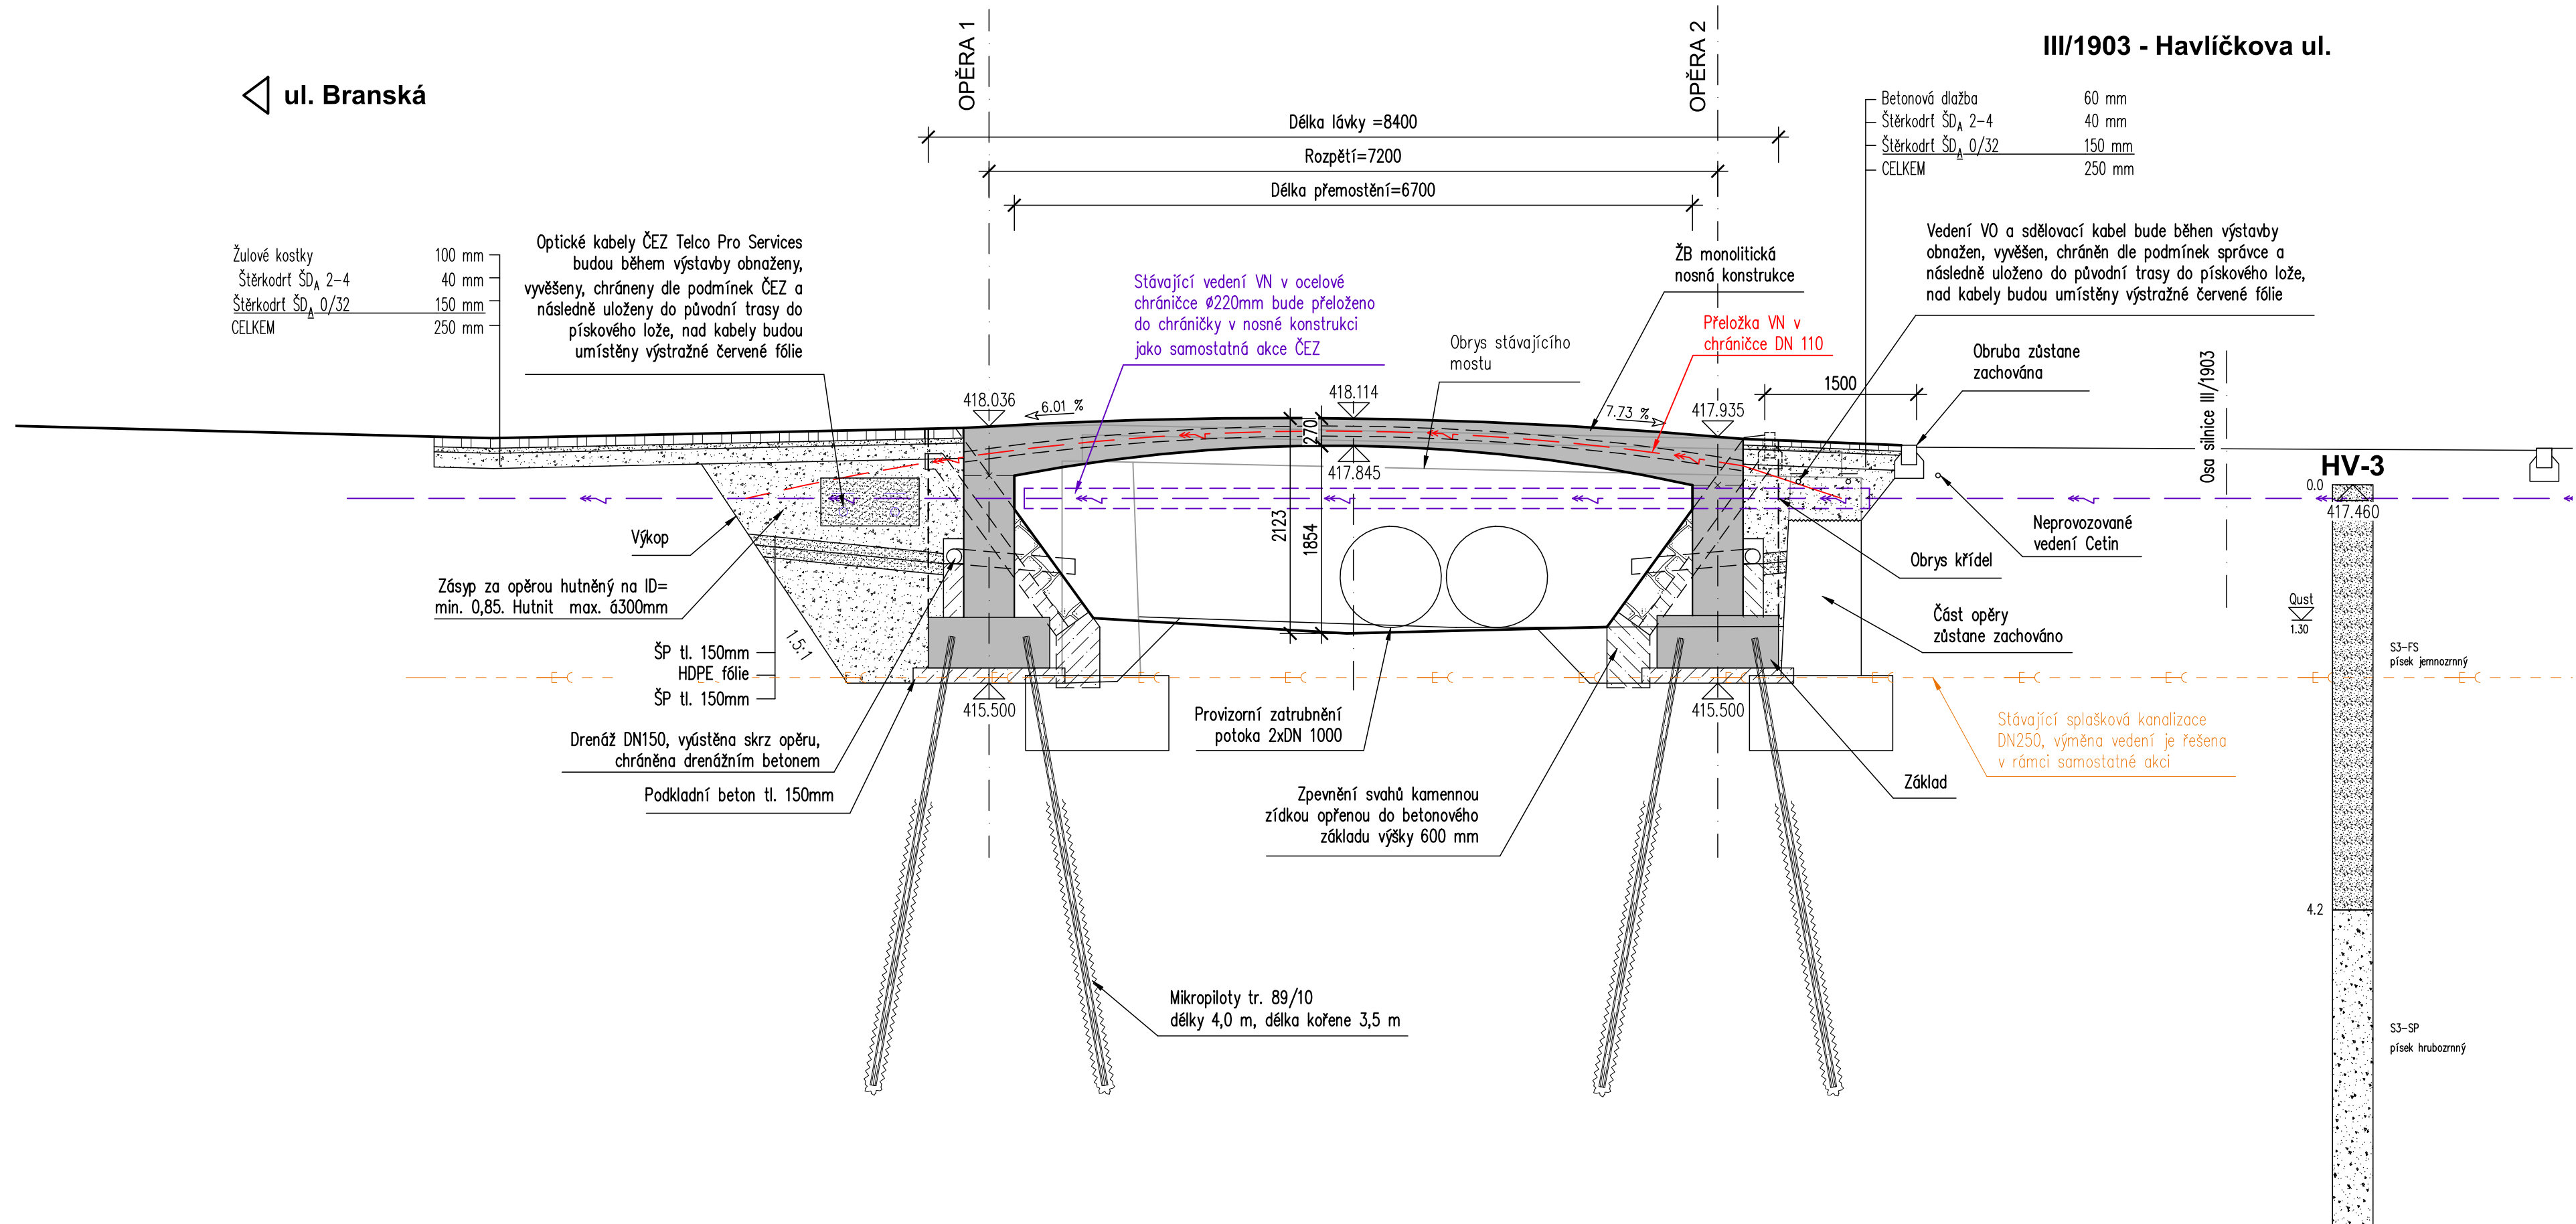 III/1903 - Havlíčkova ul.
ul. Branská
OPĚRA 1
OPĚRA 2
Délka lávky =8400
Rozpětí=7200
Délka přemostění=6700
Betonová dlažba 60 mm
Štěrkodrť ŠDA 2-4 40 mm
Štěrkodrť ŠDA 0/32 150 mm
CELKEM 250 mm
Žulové kostky 100 mm
Štěrkodrť ŠDA 2-4 40 mm
Štěrkodrť ŠDA 0/32 150 mm
CELKEM 250 mm
Optické kabely ČEZ Telco Pro Services
budou během výstavby obnaženy,
vyvěšeny, chráneny dle podmínek ČEZ a
následně uloženy do původní trasy do
pískového lože, nad kabely budou
umístěny výstražné červené fólie
Stávající vedení VN v ocelové
chráničce ø220mm bude přeloženo
do chráničky v nosné konstrukci
jako samostatná akce ČEZ
Obrys stávajícího
mostu
ŽB monolitická
nosná konstrukce
Přeložka VN v
chráničce DN 110
Vedení VO a sdělovací kabel bude během výstavby
obnažen, vyvěšen, chráněn dle podmínek správce a
následně uloženo do původní trasy do pískového lože,
nad kabely budou umístěny výstražné červené fólie
Obruba zůstane
zachována
1500
Osa silnice III/1903
418.036
6.01 %
418.114
7.73 %
417.935
270
417.845
2123
1854
HV-3
0.0
417.460
Výkop
Zásyp za opěrou hutněný na ID=
min. 0,85. Hutnit max. á300mm
1.5:1
ŠP tl. 150mm
HDPE fólie
ŠP tl. 150mm
Drenáž DN150, vyústěna skrz opěru,
chráněna drenážním betonem
Podkladní beton tl. 150mm
415.500
415.500
Provizorní zatrubnění
potoka 2xDN 1000
Zpevnění svahů kamennou
zídkou opřenou do betonového
základu výšky 600 mm
Mikropiloty tr. 89/10
délky 4,0 m, délka kořene 3,5 m
Neprovozované
vedení Cetin
Obrys křídel
Část opěry
zůstane zachováno
Stávající splašková kanalizace
DN250, výměna vedení je řešena
v rámci samostatné akci
Základ
Qust
1.30
S3-FS
písek jemnozrnný
4.2
S3-SP
písek hrubozrnný